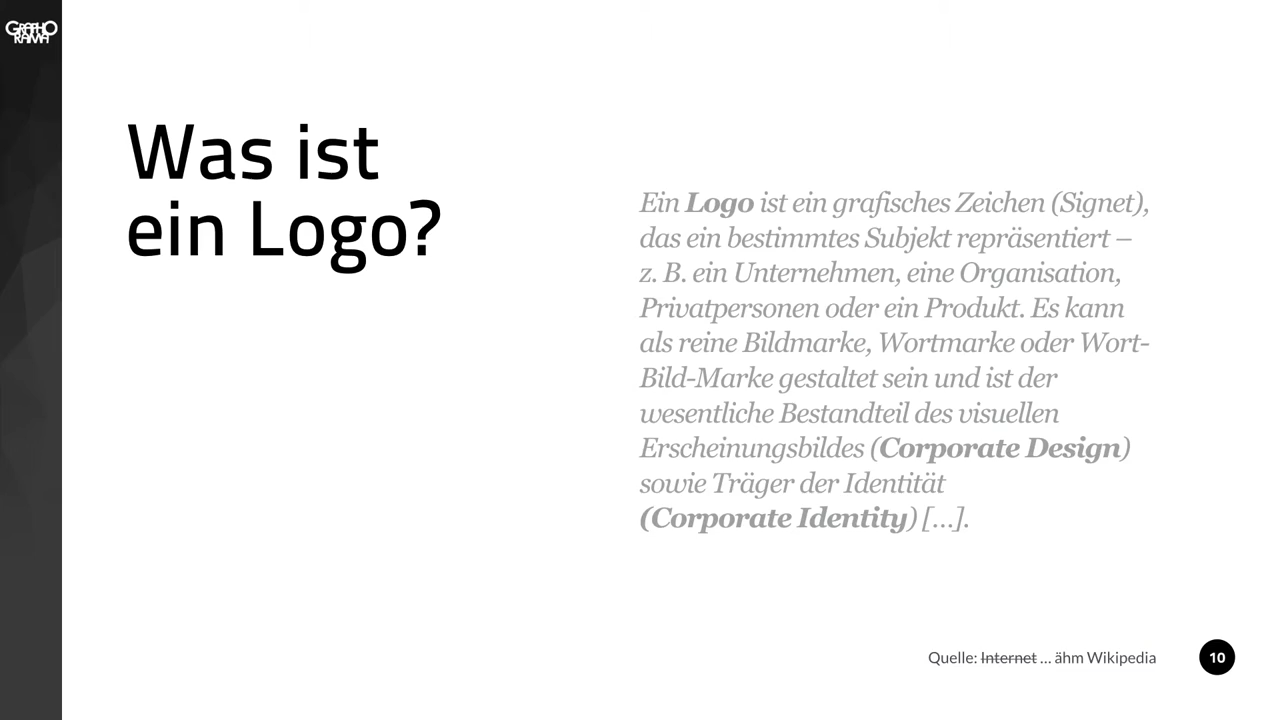 GRAPHO
RAMA
Was ist
ein Logo?
Ein Logo ist ein grafisches Zeichen (Signet),
das ein bestimmtes Subjekt repräsentiert –
z. B. ein Unternehmen, eine Organisation,
Privatpersonen oder ein Produkt. Es kann
als reine Bildmarke, Wortmarke oder Wort-
Bild-Marke gestaltet sein und ist der
wesentliche Bestandteil des visuellen
Erscheinungsbildes (Corporate Design)
sowie Träger der Identität
(Corporate Identity) [...].
Quelle: Internet ... ähm Wikipedia
10